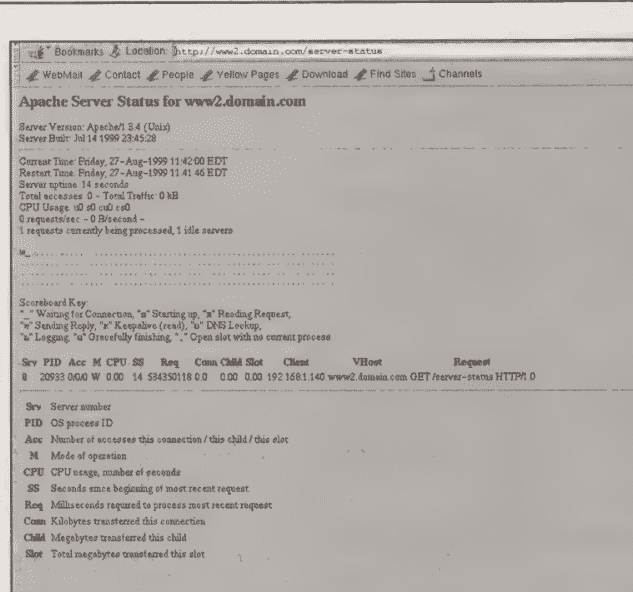 Bookmarks Location: http://www2.domain.com/server-status
WebMail Contact People Yellow Pages Download Find Sites Channels
Apache Server Status for www2.domain.com
Server Version: Apache/1.3.4 (Unix)
Server Built: Jul 14 1999 23:45:28
Current Time: Friday, 27-Aug-1999 11:42:00 EDT
Restart Time: Friday, 27-Aug-1999 11:41:46 EDT
Server uptime: 14 seconds
Total accesses: 0 - Total Traffic: 0 kB
CPU Usage: u0 s0 cu0 cs0
0 requests/sec - 0 B/second -
1 requests currently being processed, 1 idle servers
W_..............................................................
................................................................
................................................................
................................................................
Scoreboard Key:
"_" Waiting for Connection, "S" Starting up, "R" Reading Request,
"W" Sending Reply, "K" Keepalive (read), "D" DNS Lookup,
"L" Logging, "G" Gracefully finishing, "." Open slot with no current process
Srv PID Acc M CPU SS Req Conn Child Slot Client VHost Request
0 20933 0/0/0 W 0.00 14 534350118 0.0 0.00 0.00 192.168.1.140 www2.domain.com GET /server-status HTTP/1.0
Srv Server number
PID OS process ID
Acc Number of accesses this connection / this child / this slot
M Mode of operation
CPU CPU usage, number of seconds
SS Seconds since beginning of most recent request
Req Milliseconds required to process most recent request
Conn Kilobytes transferred this connection
Child Megabytes transferred this child
Slot Total megabytes transferred this slot